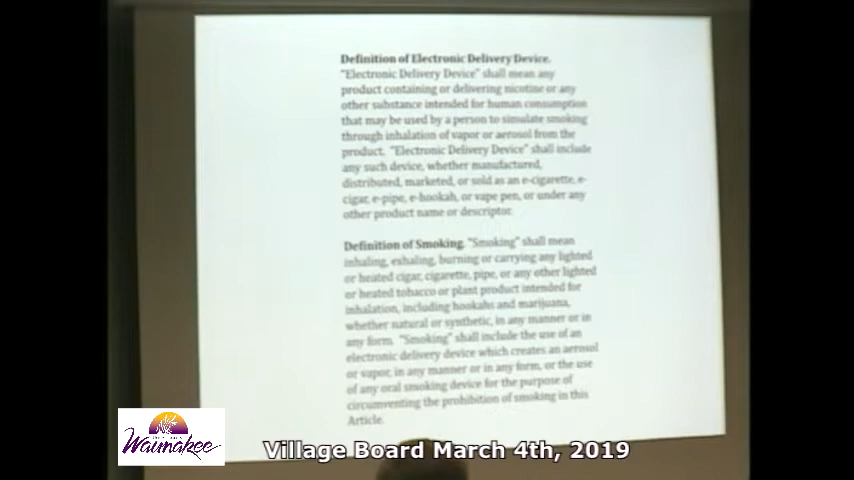 Definition of Electronic Delivery Device.
"Electronic Delivery Device" shall mean any
product containing or delivering nicotine or any
other substance intended for human consumption
that may be used by a person to simulate smoking
through inhalation of vapor or aerosol from the
product. "Electronic Delivery Device" shall include
any such device, whether manufactured,
distributed, marketed, or sold as an e-cigarette, e-
cigar, e-pipe, e-hookah, or vape pen, or under any
other product name or descriptor.
Definition of Smoking. "Smoking" shall mean
inhaling, exhaling, burning or carrying any lighted
or heated cigar, cigarette, pipe, or any other lighted
or heated tobacco or plant product intended for
inhalation, including hookahs and marijuana,
whether natural or synthetic, in any manner or in
any form. "Smoking" shall include the use of an
electronic delivery device which creates an aerosol
or vapor, in any manner or in any form, or the use
of any oral smoking device for the purpose of
circumventing the prohibition of smoking in this
Article.
Waunakee
Village Board March 4th, 2019